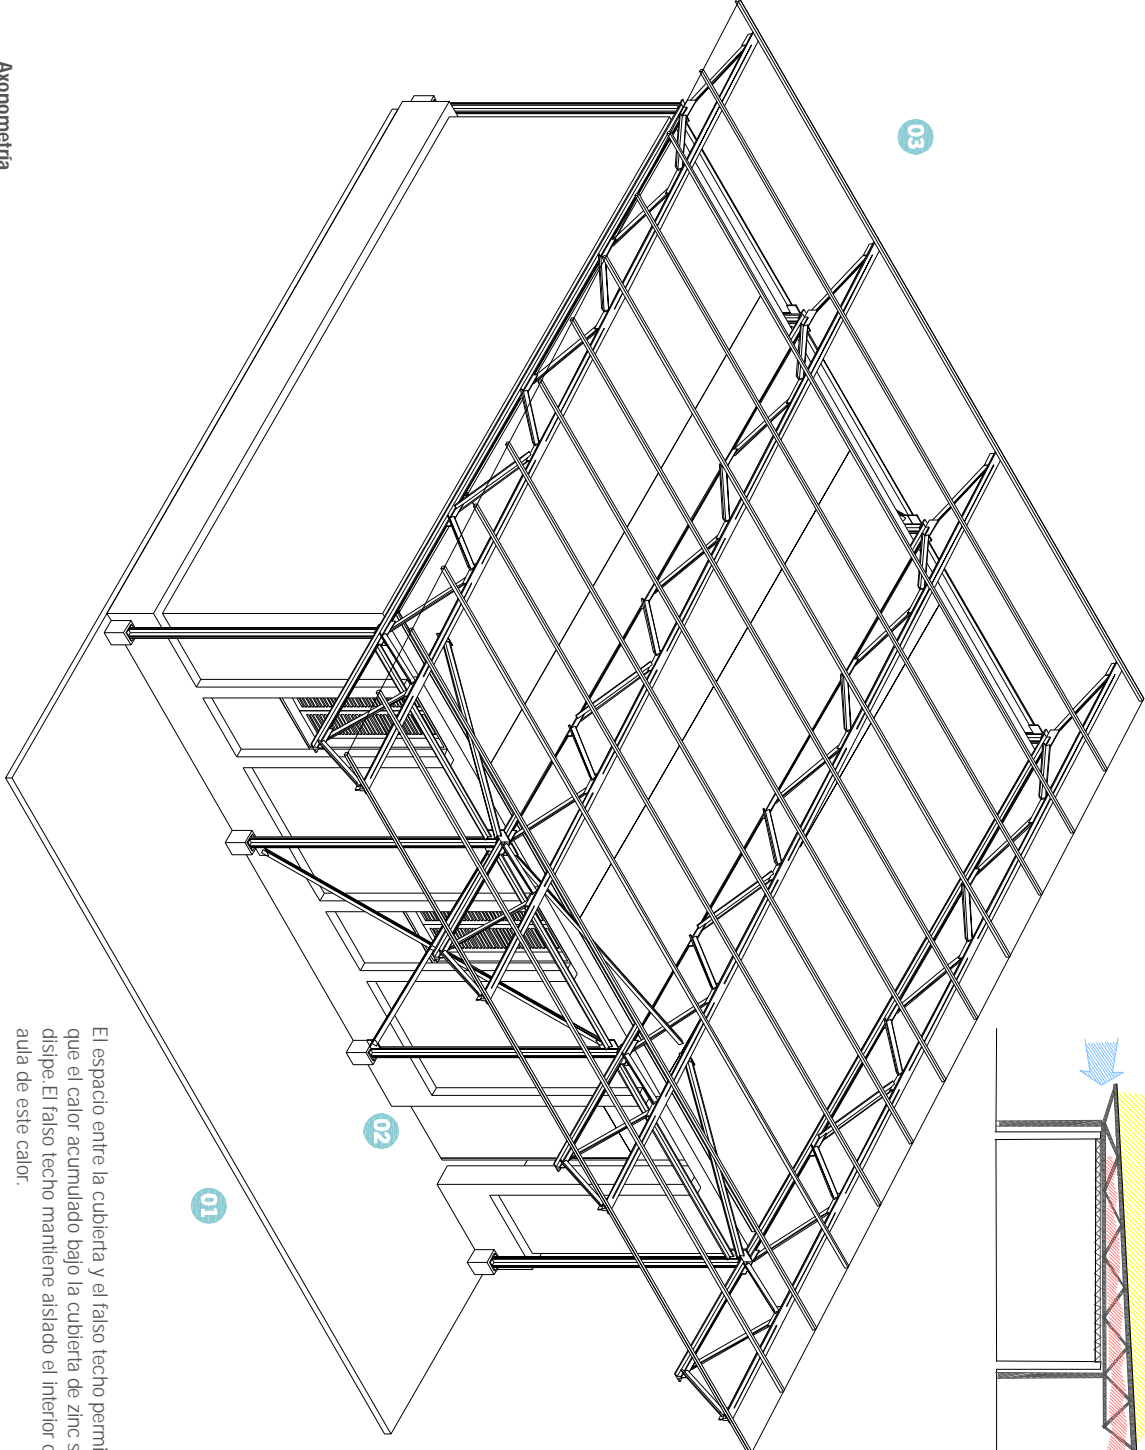 Axonometría
03
02
01
El espacio entre la cubierta y el falso techo permi
que el calor acumulado bajo la cubierta de zinc s
disipe.El falso techo mantiene aislado el interior d
aula de este calor.